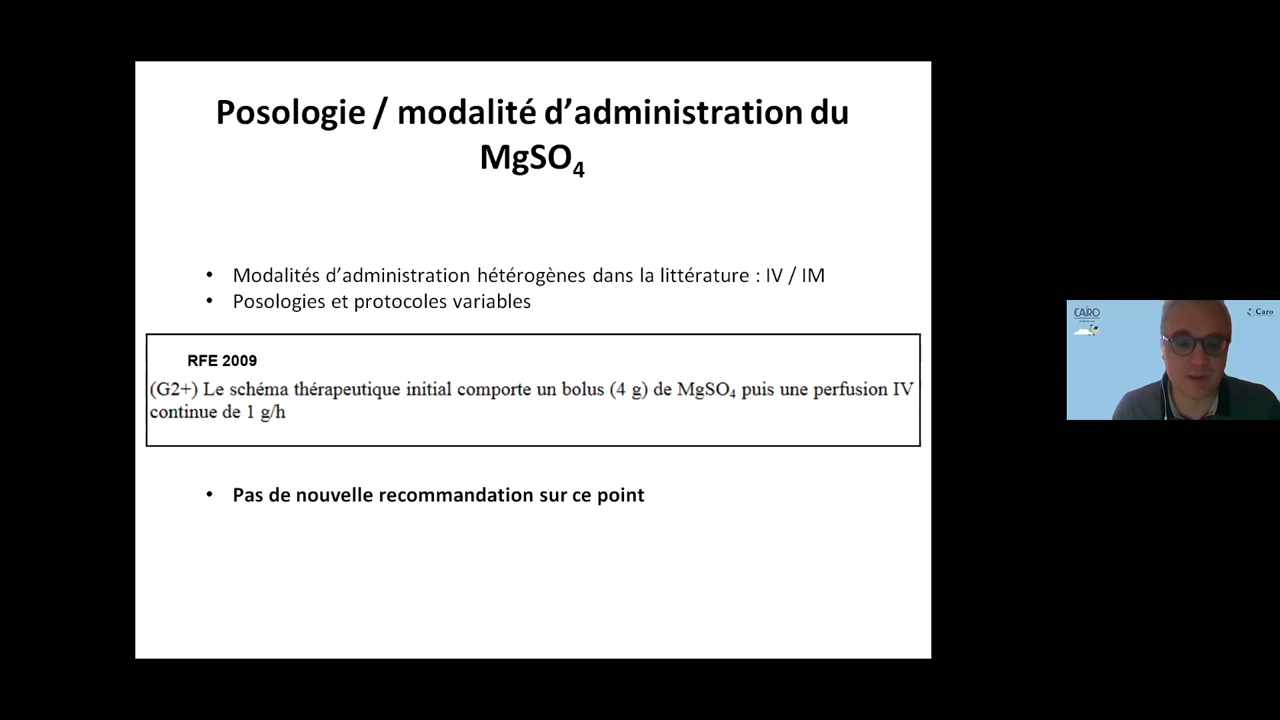 Posologie / modalité d’administration du
MgSO₄
• Modalités d’administration hétérogènes dans la littérature : IV / IM
• Posologies et protocoles variables
RFE 2009
(G2+) Le schéma thérapeutique initial comporte un bolus (4 g) de MgSO₄ puis une perfusion IV
continue de 1 g/h
• Pas de nouvelle recommandation sur ce point
CARO
Caro